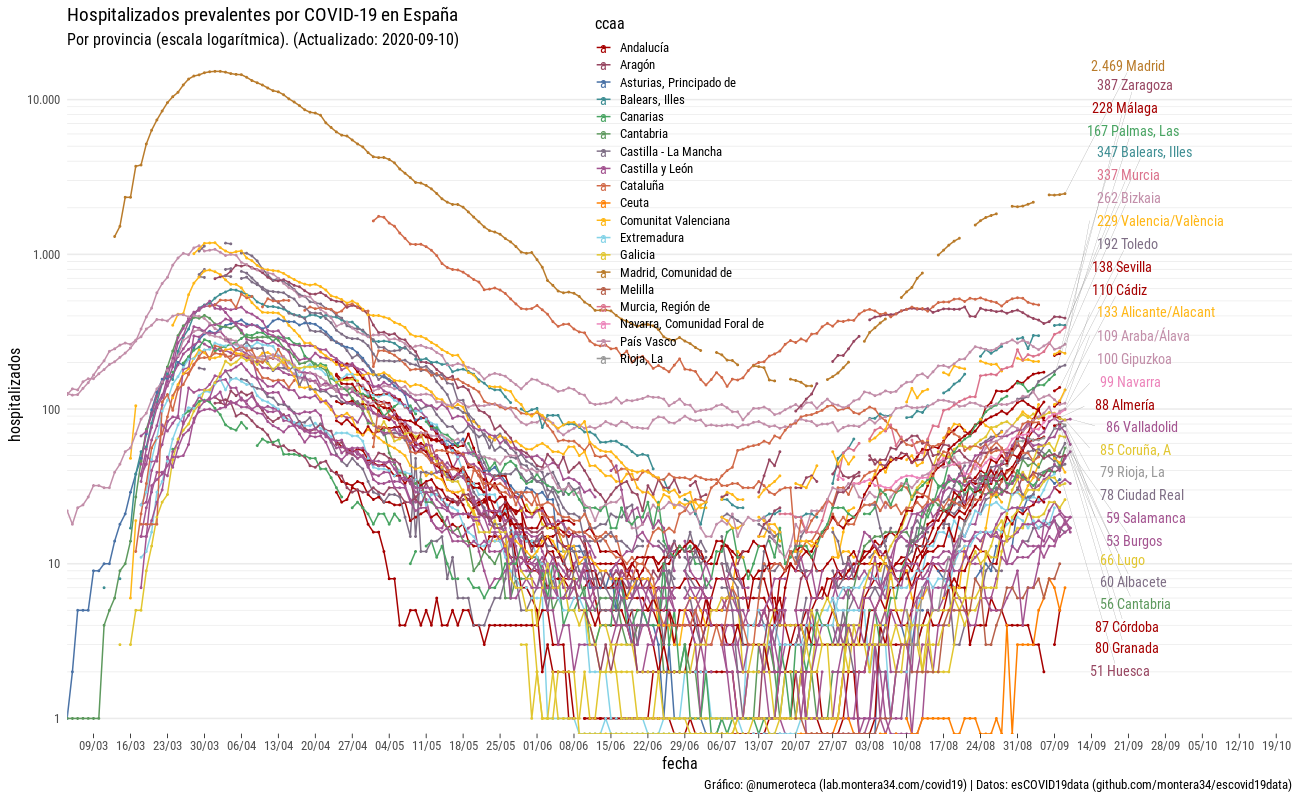 Hospitalizados prevalentes por COVID-19 en España
Por provincia (escala logarítmica). (Actualizado: 2020-09-10)
ccaa
Andalucía
Aragón
Asturias, Principado de
Balears, Illes
Canarias
Cantabria
Castilla - La Mancha
Castilla y León
Cataluña
Ceuta
Comunitat Valenciana
Extremadura
Galicia
Madrid, Comunidad de
Melilla
Murcia, Región de
Navarra, Comunidad Foral de
País Vasco
Rioja, La
2.469 Madrid
387 Zaragoza
228 Málaga
167 Palmas, Las
347 Balears, Illes
337 Murcia
262 Bizkaia
229 Valencia/València
192 Toledo
138 Sevilla
110 Cádiz
133 Alicante/Alacant
109 Araba/Álava
100 Gipuzkoa
99 Navarra
88 Almería
86 Valladolid
85 Coruña, A
79 Rioja, La
78 Ciudad Real
59 Salamanca
53 Burgos
66 Lugo
60 Albacete
56 Cantabria
87 Córdoba
80 Granada
51 Huesca
hospitalizados
10.000
1.000
100
10
1
09/03 16/03 23/03 30/03 06/04 13/04 20/04 27/04 04/05 11/05 18/05 25/05 01/06 08/06 15/06 22/06 29/06 06/07 13/07 20/07 27/07 03/08 10/08 17/08 24/08 31/08 07/09 14/09 21/09 28/09 05/10 12/10 19/10
fecha
Gráfico: @numeroteca (lab.montera34.com/covid19) | Datos: esCOVID19data (github.com/montera34/escovid19data)